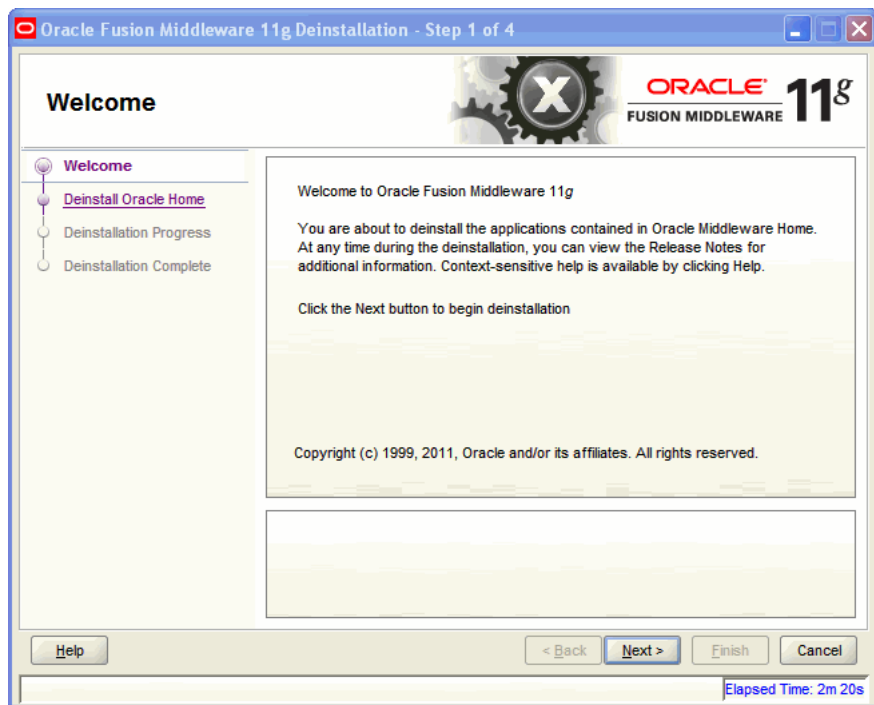 Oracle Fusion Middleware 11g Deinstallation - Step 1 of 4
Welcome
X
ORACLE
FUSION MIDDLEWARE
11g
Welcome
Deinstall Oracle Home
Deinstallation Progress
Deinstallation Complete
Welcome to Oracle Fusion Middleware 11g
You are about to deinstall the applications contained in Oracle Middleware Home.
At any time during the deinstallation, you can view the Release Notes for
additional information. Context-sensitive help is available by clicking Help.
Click the Next button to begin deinstallation
Copyright (c) 1999, 2011, Oracle and/or its affiliates. All rights reserved.
Help
< Back
Next >
Finish
Cancel
Elapsed Time: 2m 20s